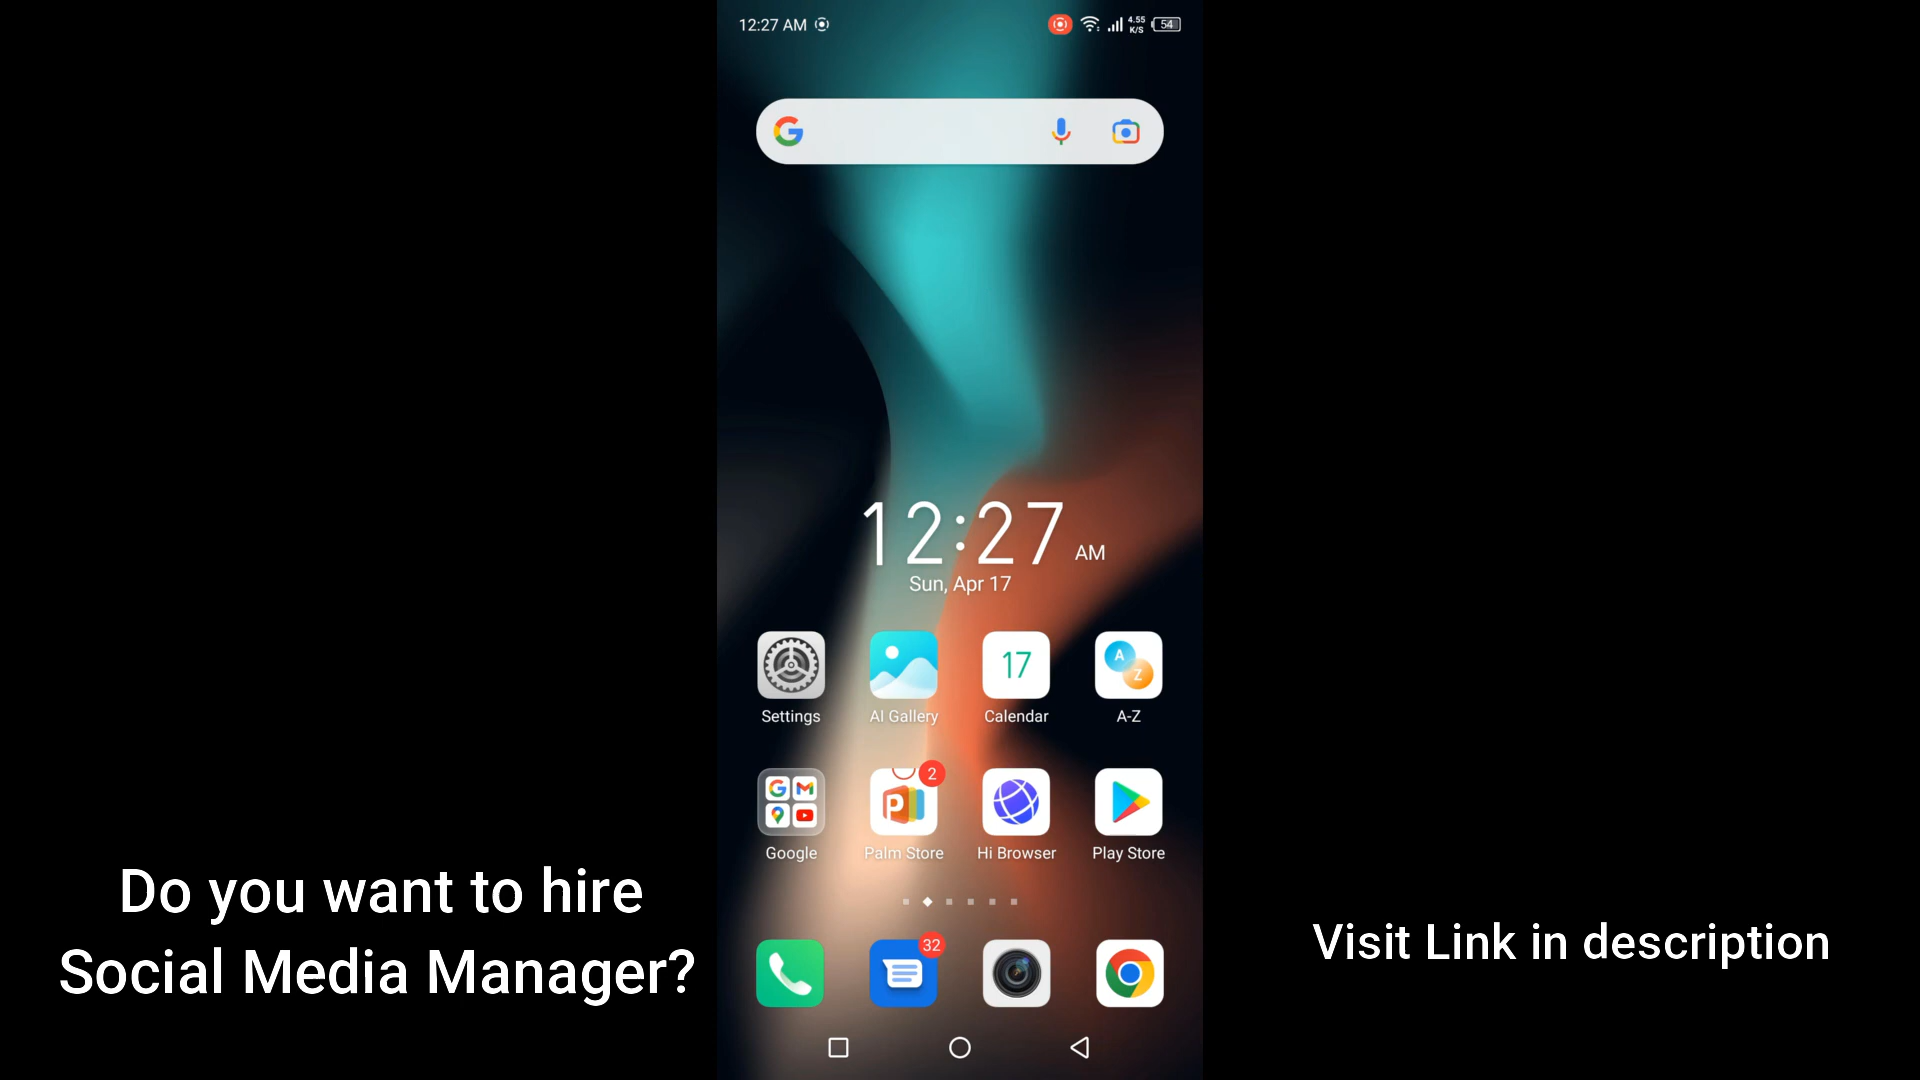 12:27 AM
4.55
K/S
54
12:27 AM
Sun, Apr 17
17
A
Z
Settings
AI Gallery
Calendar
A-Z
2
Google
Palm Store
Hi Browser
Play Store
32
Do you want to hire
Social Media Manager?
Visit Link in description